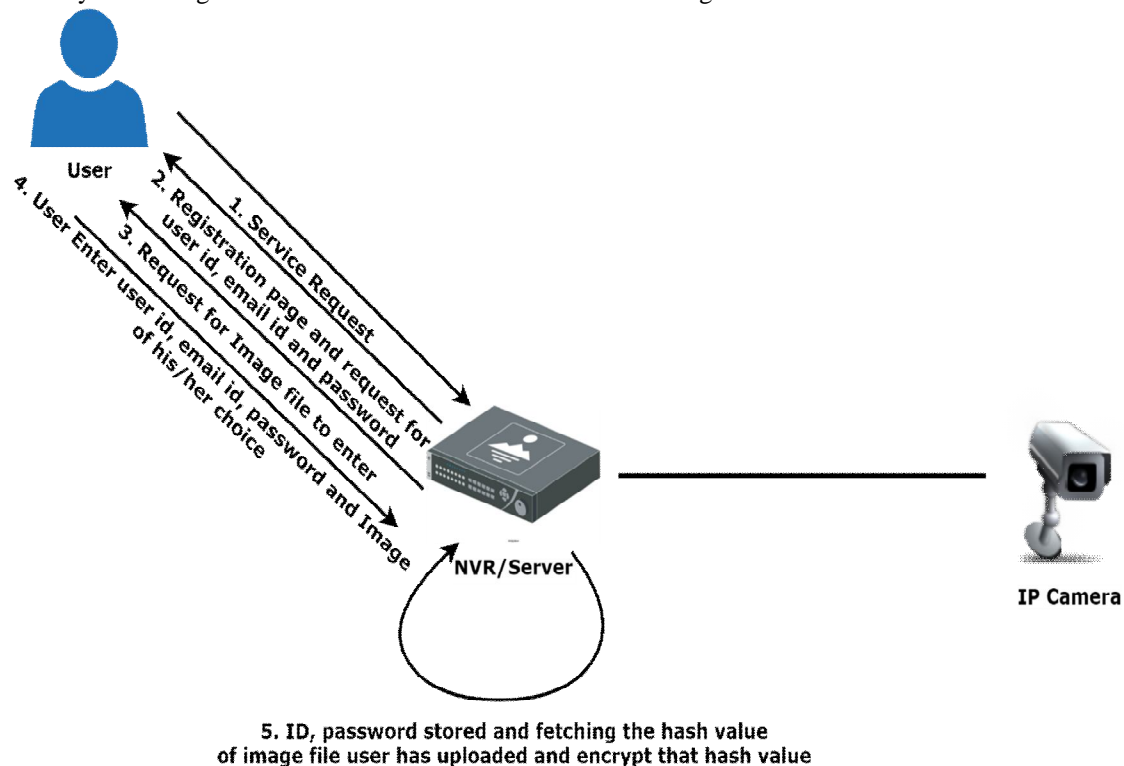 User
1. Service Request
2. Registration page and request for
user id, email id and password
3. Request for Image file to enter
4. User Enter user id, email id, password and Image
of his/her choice
NVR/Server
IP Camera
5. ID, password stored and fetching the hash value
of image file user has uploaded and encrypt that hash value